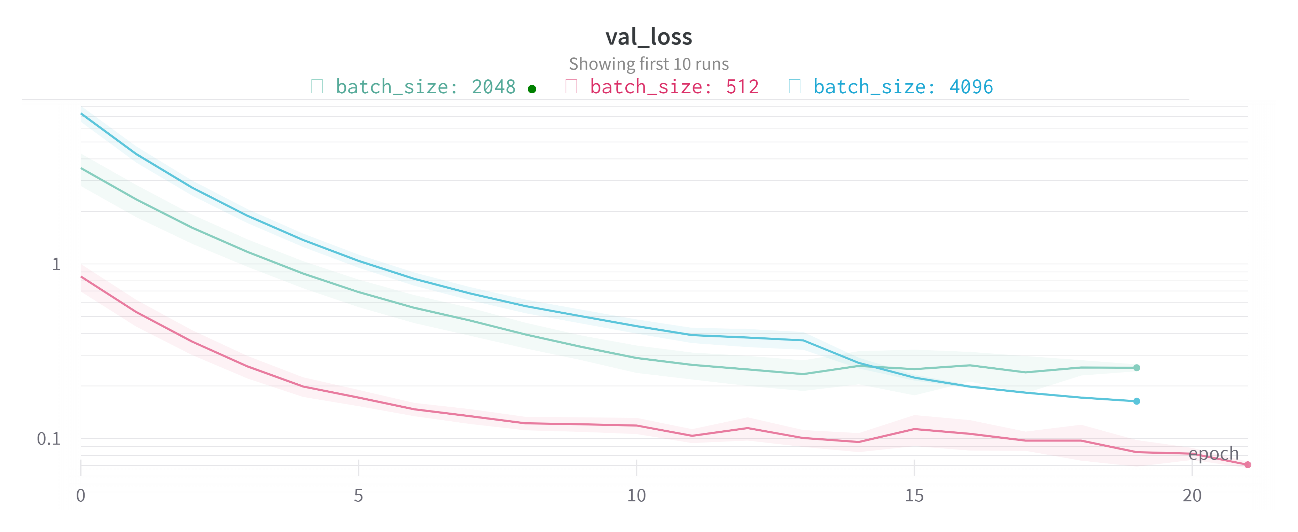 val_loss
Showing first 10 runs
batch_size: 2048 batch_size: 512 batch_size: 4096
1
0.1
epoch
0 5 10 15 20